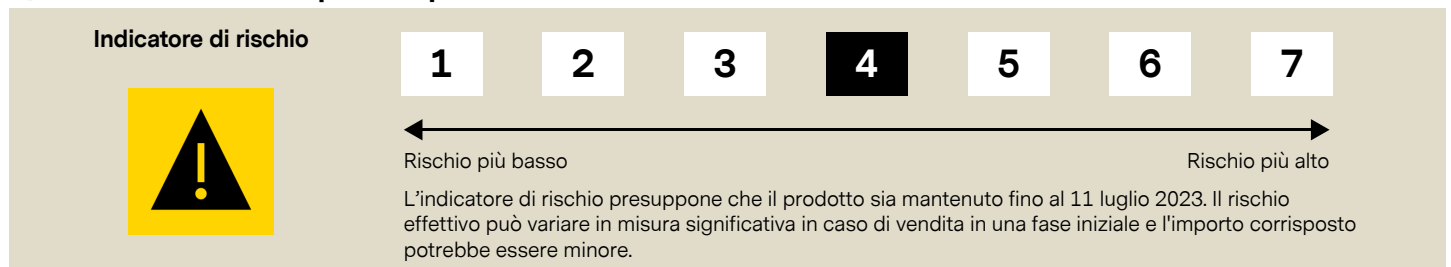 Indicatore di rischio
1 2 3 4 5 6 7
Rischio più basso Rischio più alto
L'indicatore di rischio presuppone che il prodotto sia mantenuto fino al 11 luglio 2023. Il rischio
effettivo può variare in misura significativa in caso di vendita in una fase iniziale e l'importo corrisposto
potrebbe essere minore.